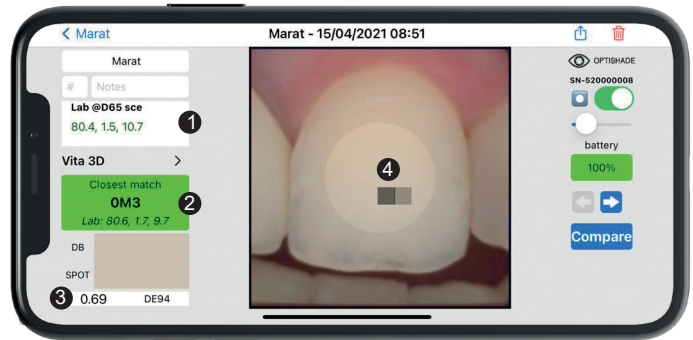 Marat
Marat - 15/04/2021 08:51
Marat
# Notes
Lab @D65 sce
80.4, 1.5, 10.7
1
Vita 3D
Closest match
0M3
Lab: 80.6, 1.7, 9.7
2
DB
SPOT
3
0.69 DE94
4
OPTISHADE
SN-520000008
battery
100%
Compare